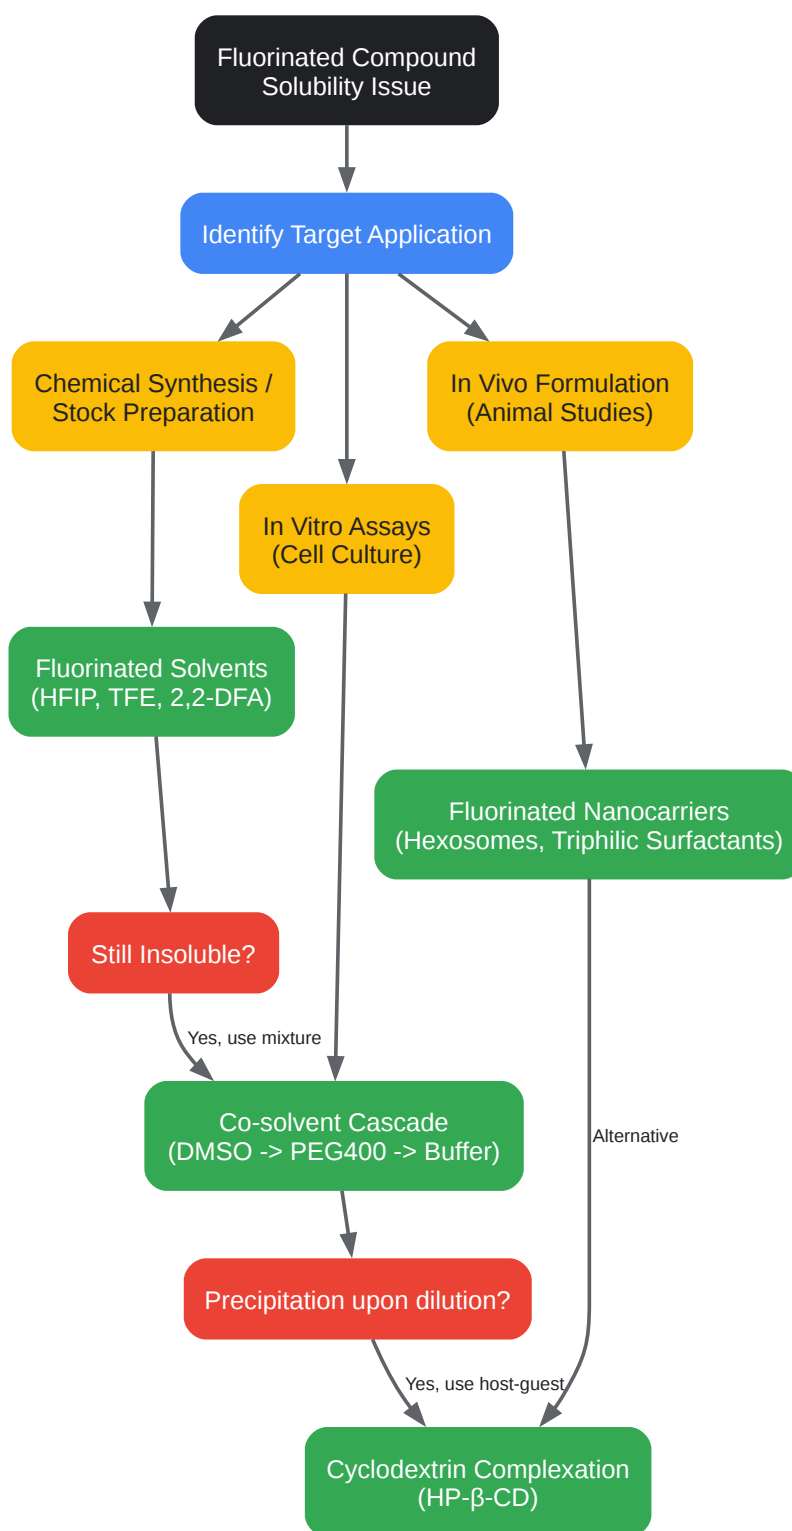 Fluorinated Compound
Solubility Issue
Identify Target Application
Chemical Synthesis /
Stock Preparation
In Vivo Formulation
(Animal Studies)
In Vitro Assays
(Cell Culture)
Fluorinated Solvents
(HFIP, TFE, 2,2-DFA)
Fluorinated Nanocarriers
(Hexosomes, Triphilic Surfactants)
Still Insoluble?
Yes, use mixture
Co-solvent Cascade
(DMSO -> PEG400 -> Buffer)
Alternative
Precipitation upon dilution?
Yes, use host-guest
Cyclodextrin Complexation
(HP-β-CD)